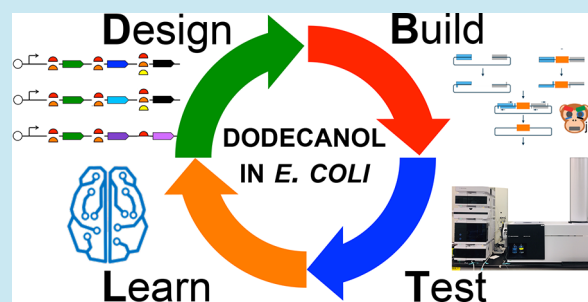 Design
Build
DODECANOL
IN E. COLI
Learn
Test